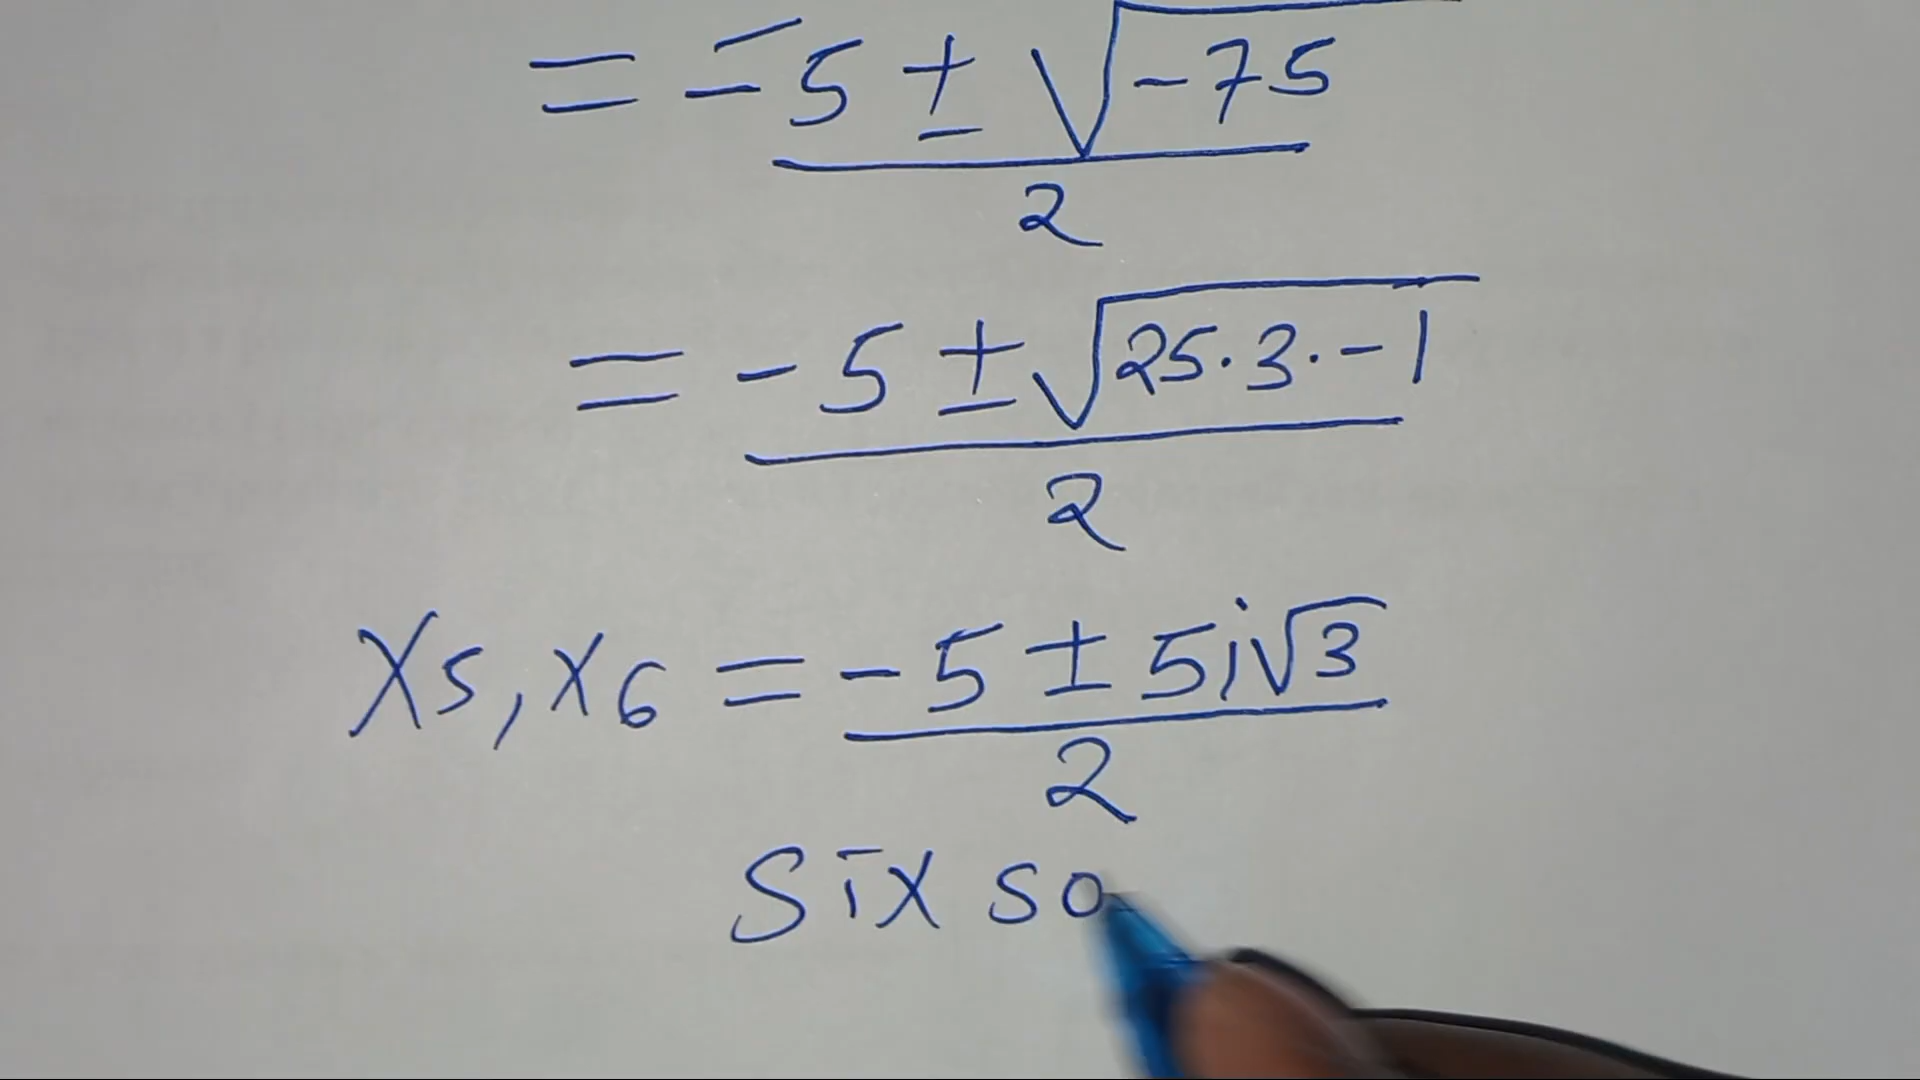 = -5 ± √-75
2
= -5 ± √25·3·-1
2
X5, X6 = -5 ± 5i√3
2
Six so